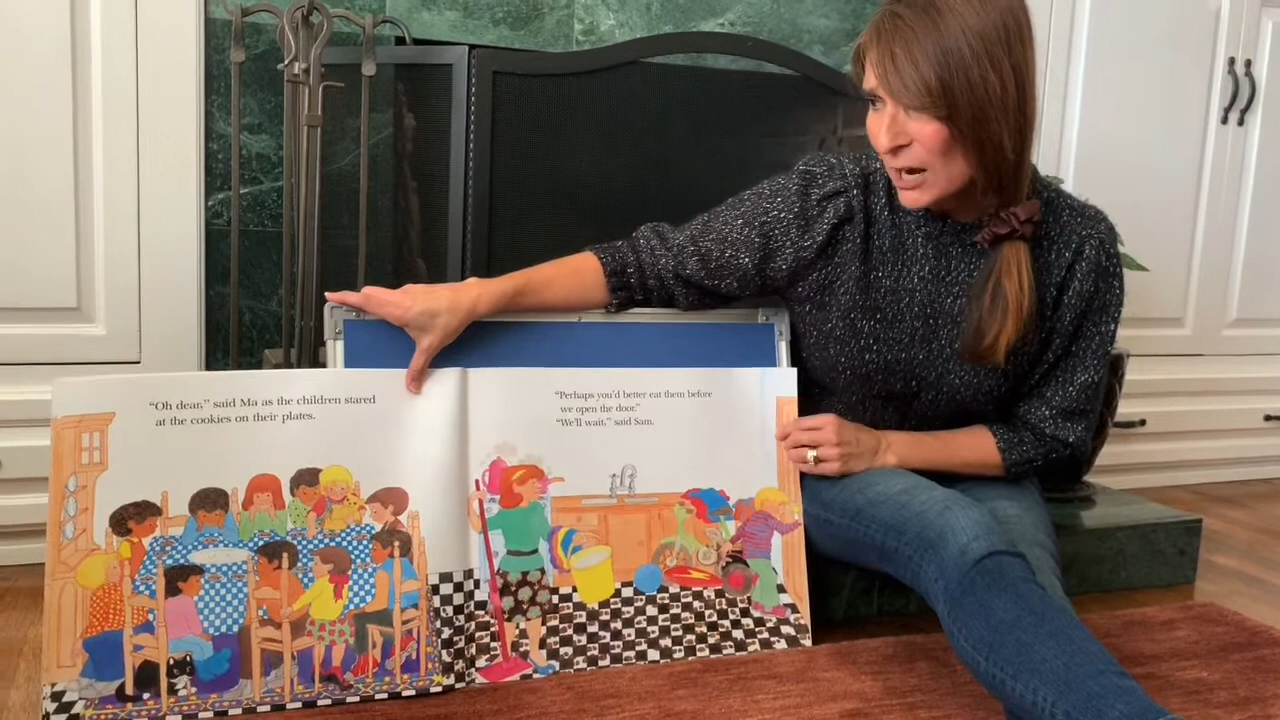 “Oh dear,” said Ma as the children stared
at the cookies on their plates.
“Perhaps you’d better eat them before
we open the door.”
“We’ll wait,” said Sam.